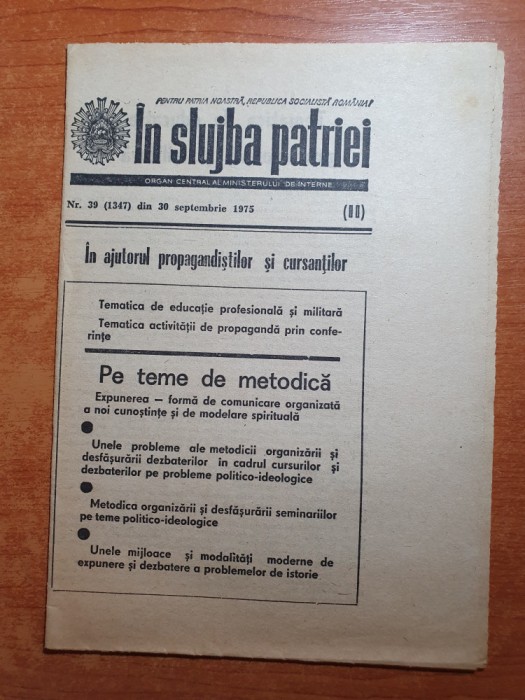 PENTRU PATRIA NOASTRĂ, REPUBLICA SOCIALISTĂ ROMÂNIA!
În slujba patriei
ORGAN CENTRAL AL MINISTERULUI DE INTERNE
Nr. 39 (1347) din 30 septembrie 1975 (II)
În ajutorul propagandiștilor și cursanților
Tematica de educație profesională și militară
Tematica activității de propagandă prin confe-
rințe
Pe teme de metodică
Expunerea — formă de comunicare organizată
a noi cunoștințe și de modelare spirituală
Unele probleme ale metodicii organizării și
desfășurării dezbaterilor in cadrul cursurilor și
dezbaterilor pe probleme politico-ideologice
Metodica organizării și desfășurării seminariilor
pe teme politico-ideologice
Unele mijloace și modalități moderne de
expunere și dezbatere a problemelor de istorie